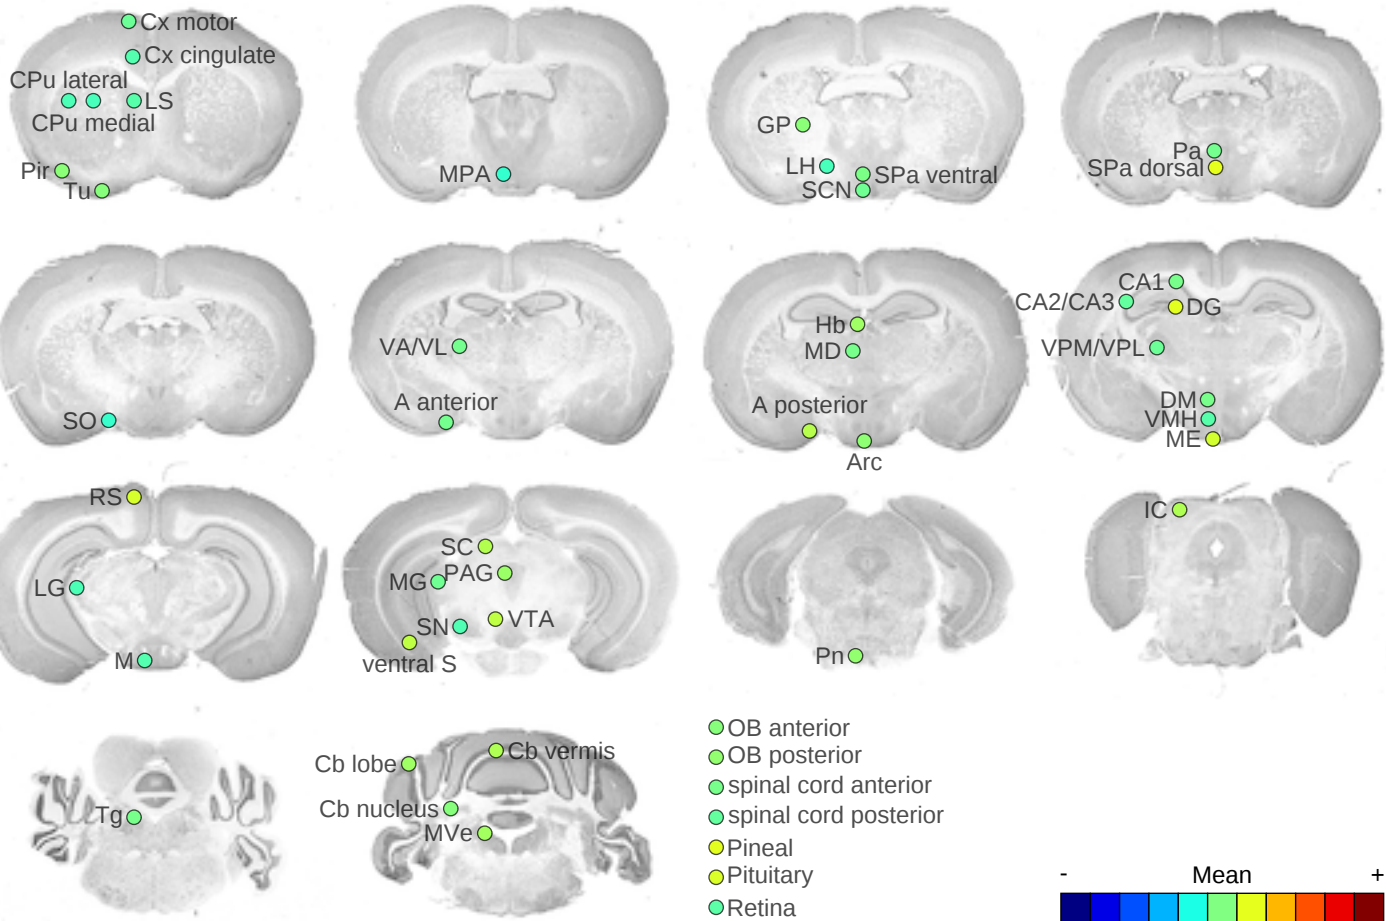 Cx motor
Cx cingulate
CPu lateral
LS
CPu medial
Pir
Tu
MPA
GP
LH
SPa ventral
SCN
Pa
SPa dorsal
SO
VA/VL
A anterior
Hb
MD
A posterior
Arc
CA1
CA2/CA3
DG
VPM/VPL
DM
VMH
ME
RS
LG
M
SC
MG
PAG
SN
VTA
ventral S
Pn
IC
Tg
Cb lobe
Cb vermis
Cb nucleus
MVe
OB anterior
OB posterior
spinal cord anterior
spinal cord posterior
Pineal
Pituitary
Retina
- Mean +